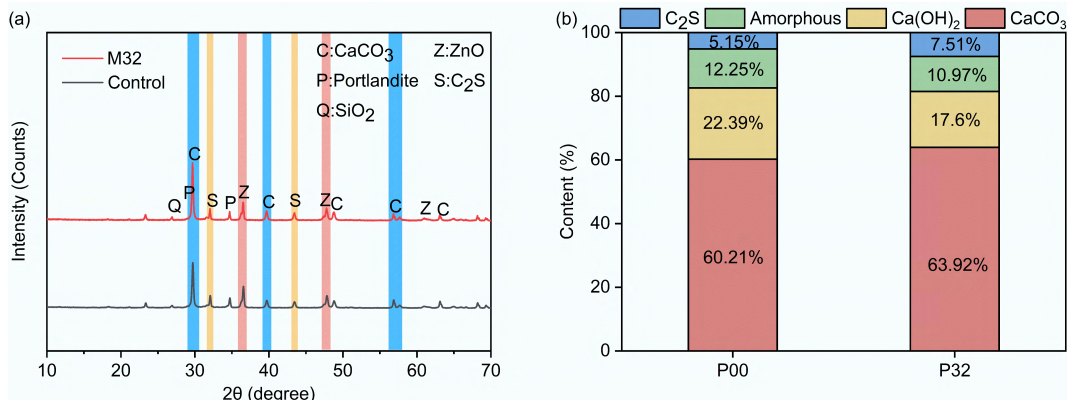 (a)
M32
Control
C:CaCO₃ Z:ZnO
P:Portlandite S:C₂S
Q:SiO₂
C
P
Q
S
P
Z
C
S
Z
C
C
Z
C
Intensity (Counts)
10 20 30 40 50 60 70
2θ (degree)
(b)
C₂S Amorphous Ca(OH)₂ CaCO₃
100
80
60
40
20
0
Content (%)
5.15%
12.25%
22.39%
60.21%
7.51%
10.97%
17.6%
63.92%
P00 P32